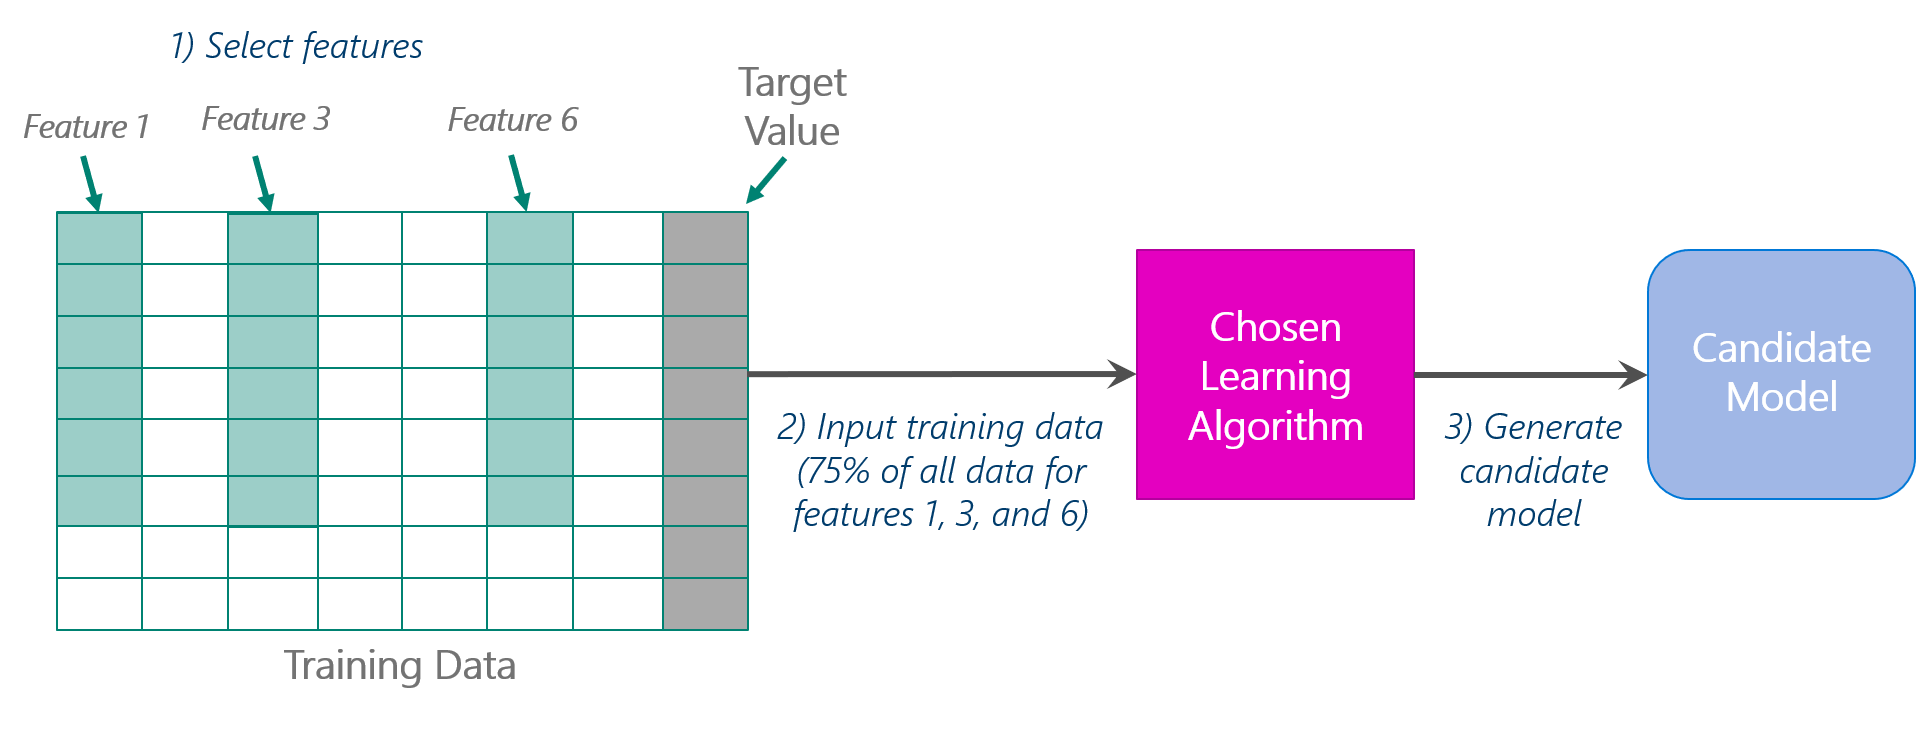 1) Select features
Feature 1
Feature 3
Feature 6
Target
Value
Training Data
2) Input training data
(75% of all data for
features 1, 3, and 6)
Chosen
Learning
Algorithm
3) Generate
candidate
model
Candidate
Model